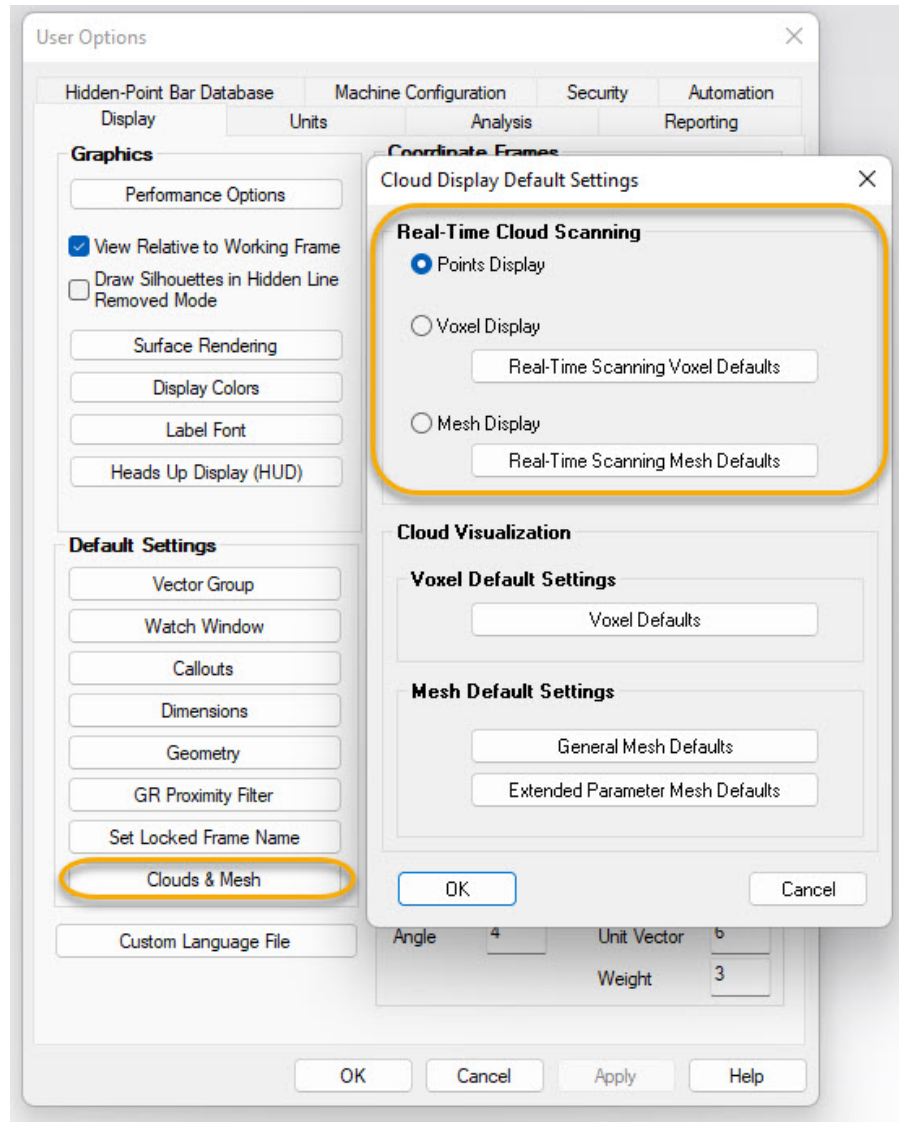 User Options
Hidden-Point Bar Database Machine Configuration Security Automation
Display Units Analysis Reporting
Graphics
Performance Options
View Relative to Working Frame
Draw Silhouettes in Hidden Line
Removed Mode
Surface Rendering
Display Colors
Label Font
Heads Up Display (HUD)
Default Settings
Vector Group
Watch Window
Callouts
Dimensions
Geometry
GR Proximity Filter
Set Locked Frame Name
Clouds & Mesh
Custom Language File
Coordinate Frames
Cloud Display Default Settings
Real-Time Cloud Scanning
Points Display
Voxel Display
Real-Time Scanning Voxel Defaults
Mesh Display
Real-Time Scanning Mesh Defaults
Cloud Visualization
Voxel Default Settings
Voxel Defaults
Mesh Default Settings
General Mesh Defaults
Extended Parameter Mesh Defaults
OK Cancel
Angle 4 Unit Vector 6
Weight 3
OK Cancel Apply Help